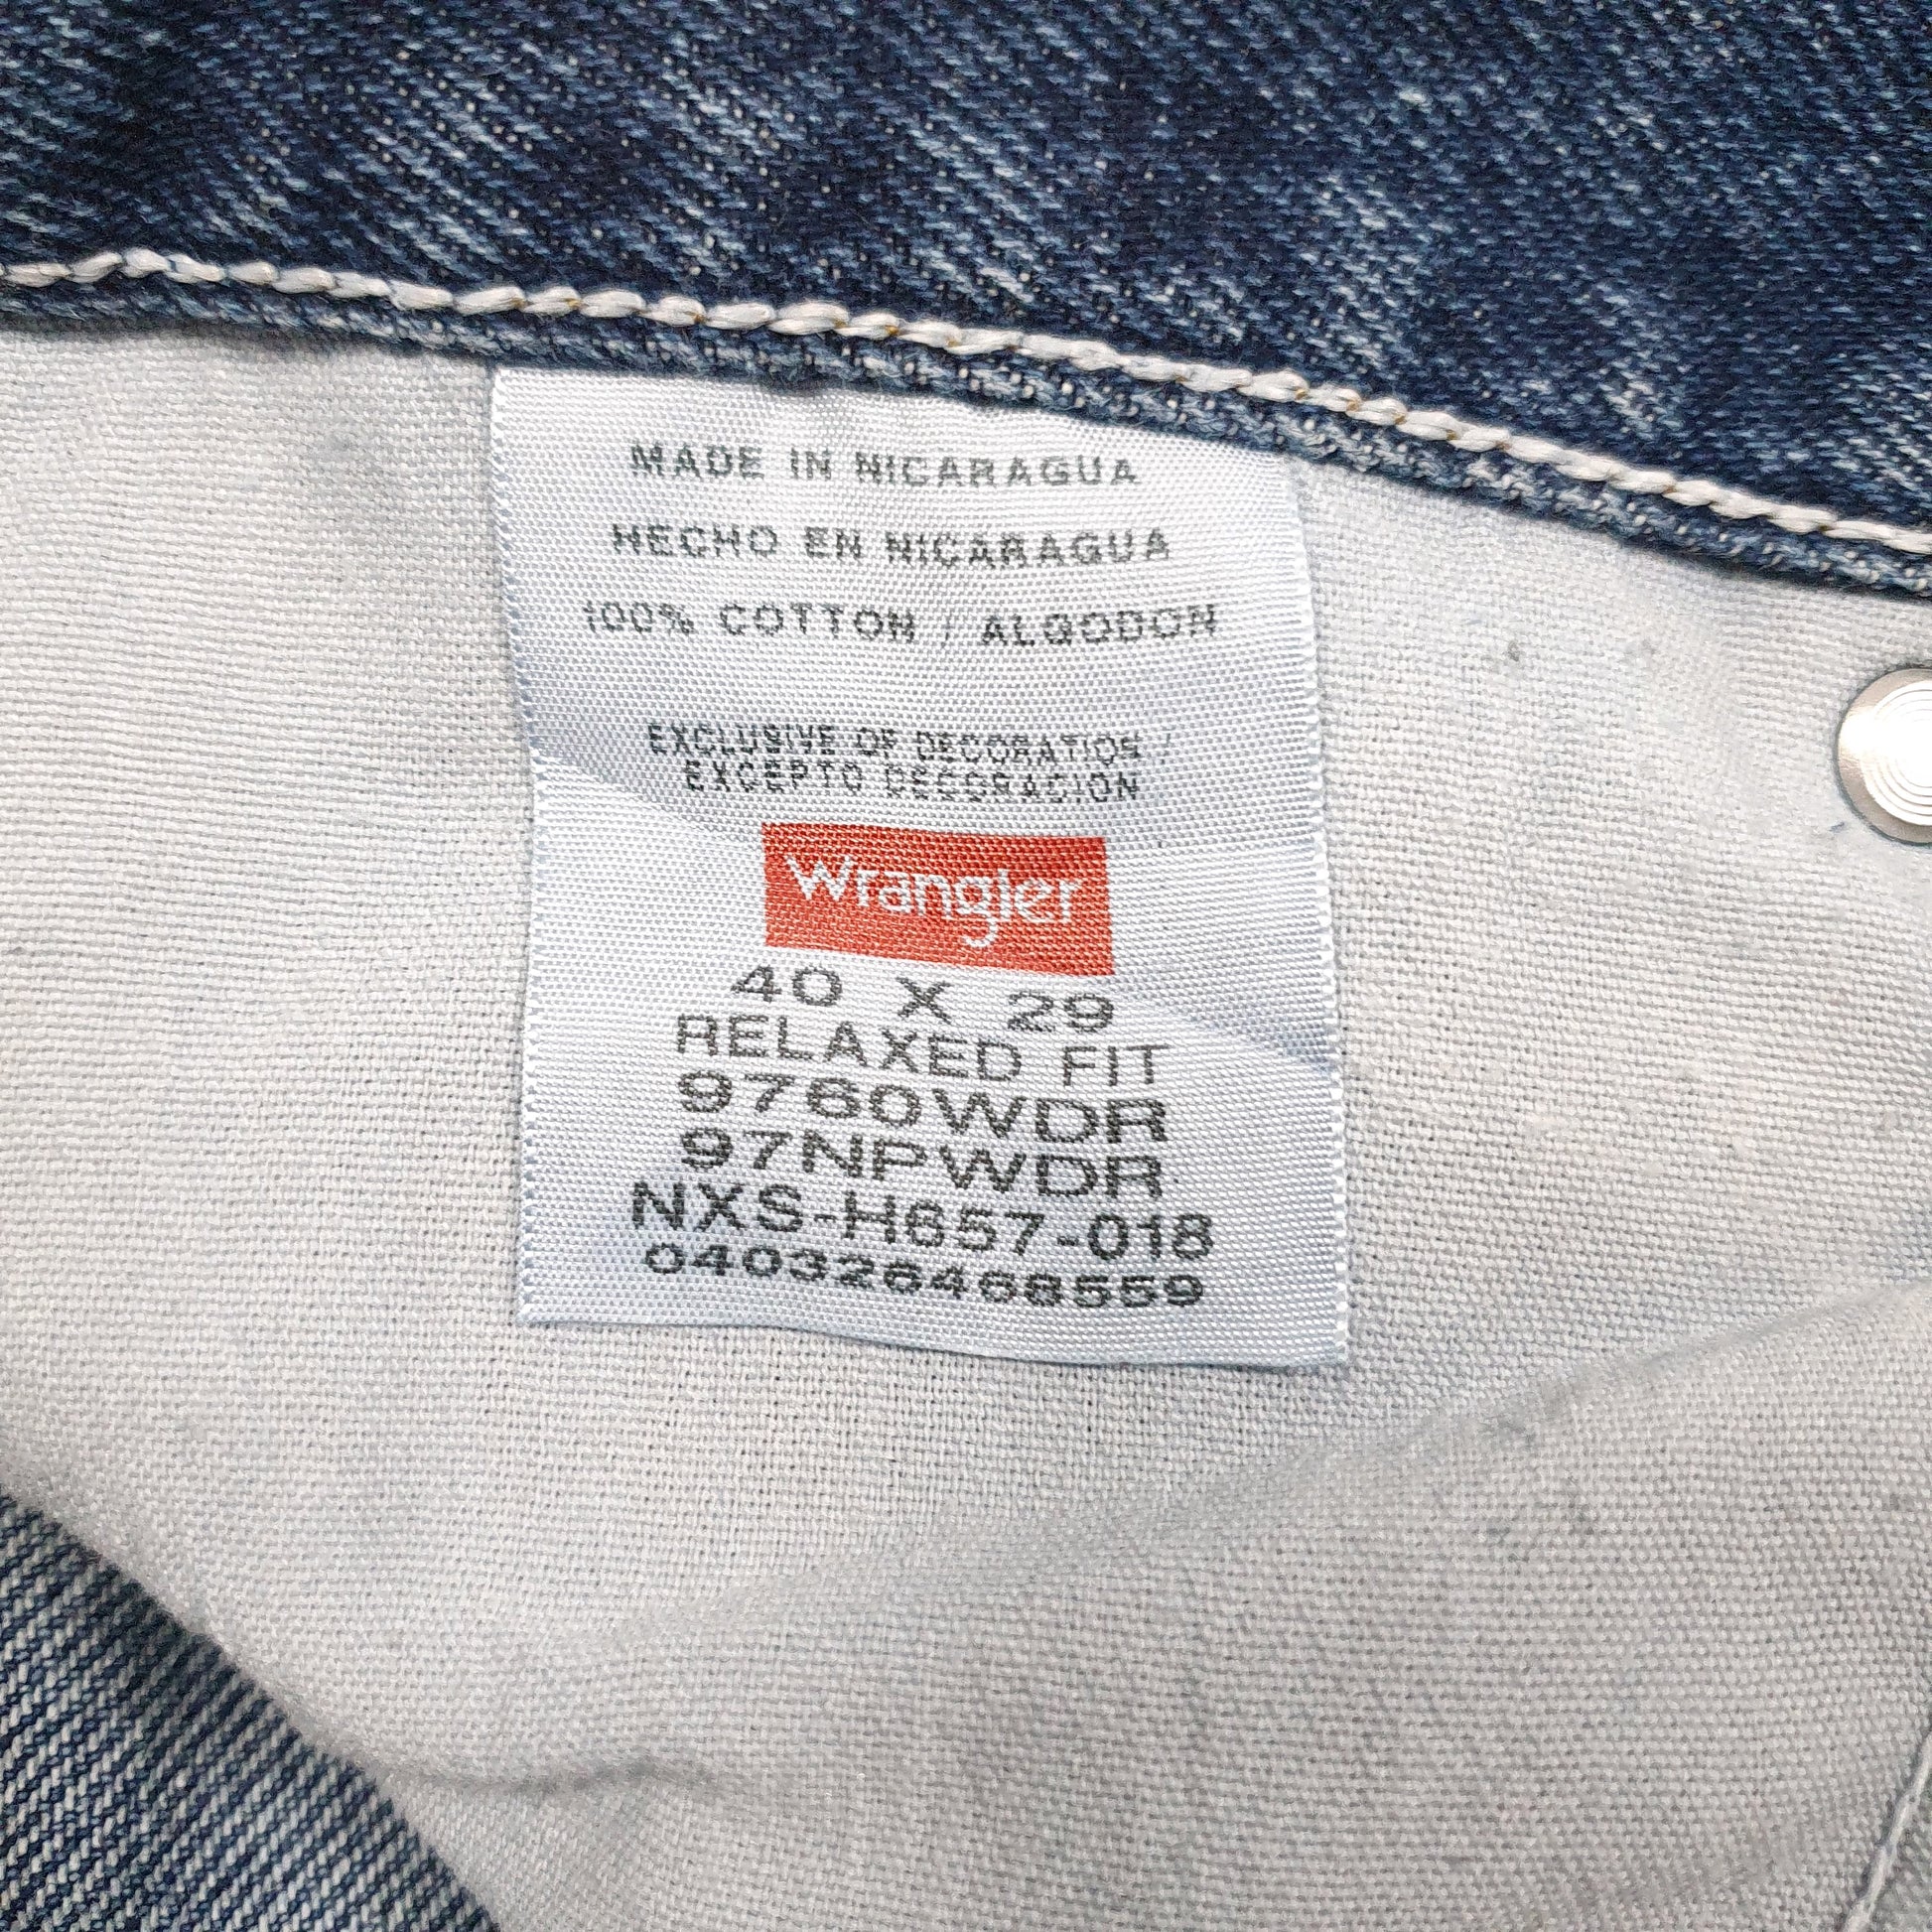 MADE IN NICARAGUA
HECHO EN NICARAGUA
100% COTTON / ALGODON
EXCLUSIVE OF DECORATION /
EXCEPTO DECORACION
Wrangler
40 X 29
RELAXED FIT
9760WDR
97NPWDR
NXS-H657-018
040326468559